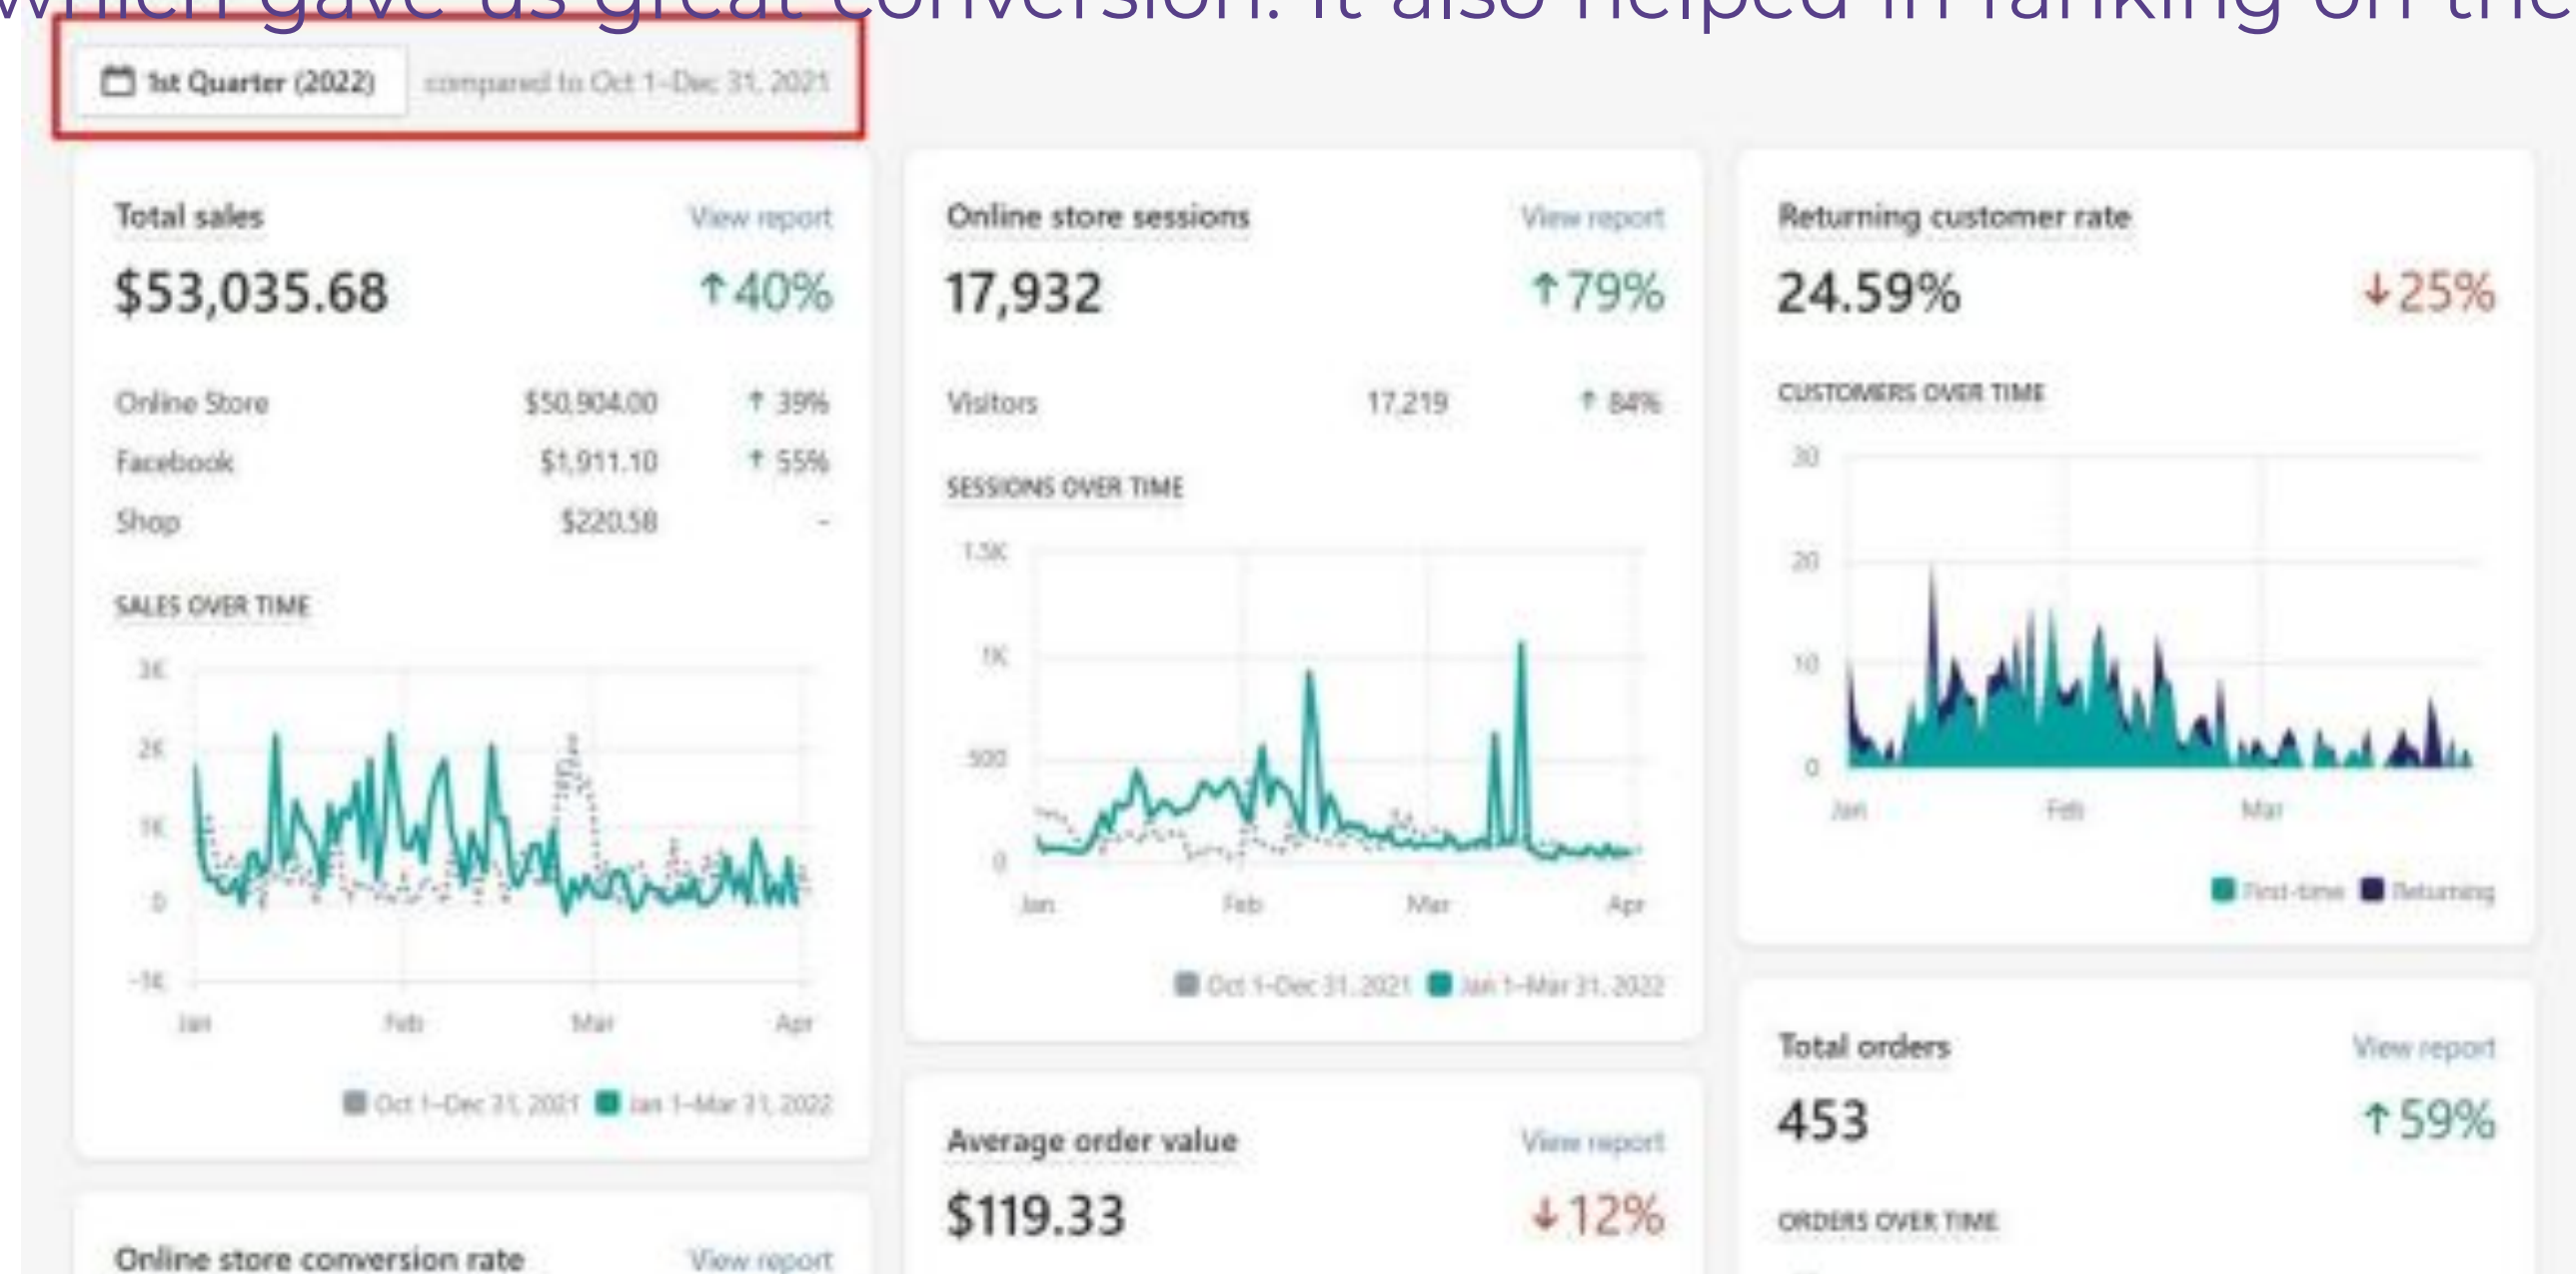 which gave us great conversion. It also helped in ranking on the
1st Quarter (2022) compared to Oct 1–Dec 31, 2021
Total sales View report
$53,035.68 ↑40%
Online Store $50,904.00 ↑ 39%
Facebook $1,911.10 ↑ 55%
Shop $220.58 -
SALES OVER TIME
3K
2K
1K
0
-1K
Jan Feb Mar Apr
Oct 1–Dec 31, 2021 Jan 1–Mar 31, 2022
Online store conversion rate View report
Online store sessions View report
17,932 ↑79%
Visitors 17,219 ↑ 84%
SESSIONS OVER TIME
1.5K
1K
500
0
Jan Feb Mar Apr
Oct 1–Dec 31, 2021 Jan 1–Mar 31, 2022
Average order value View report
$119.33 ↓12%
Returning customer rate
24.59% ↓25%
CUSTOMERS OVER TIME
30
20
10
0
Jan Feb Mar
First-time Returning
Total orders View report
453 ↑59%
ORDERS OVER TIME